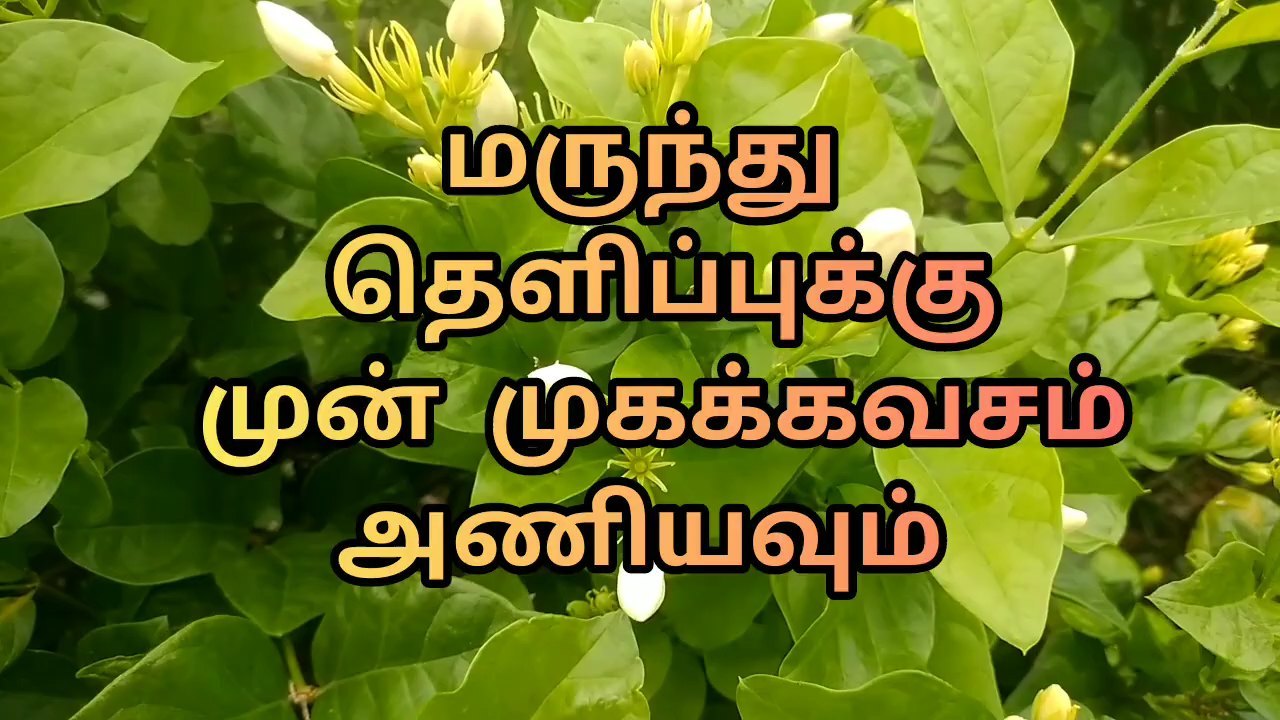 மருந்து
தெளிப்புக்கு
முன் முகக்கவசம்
அணியவும்